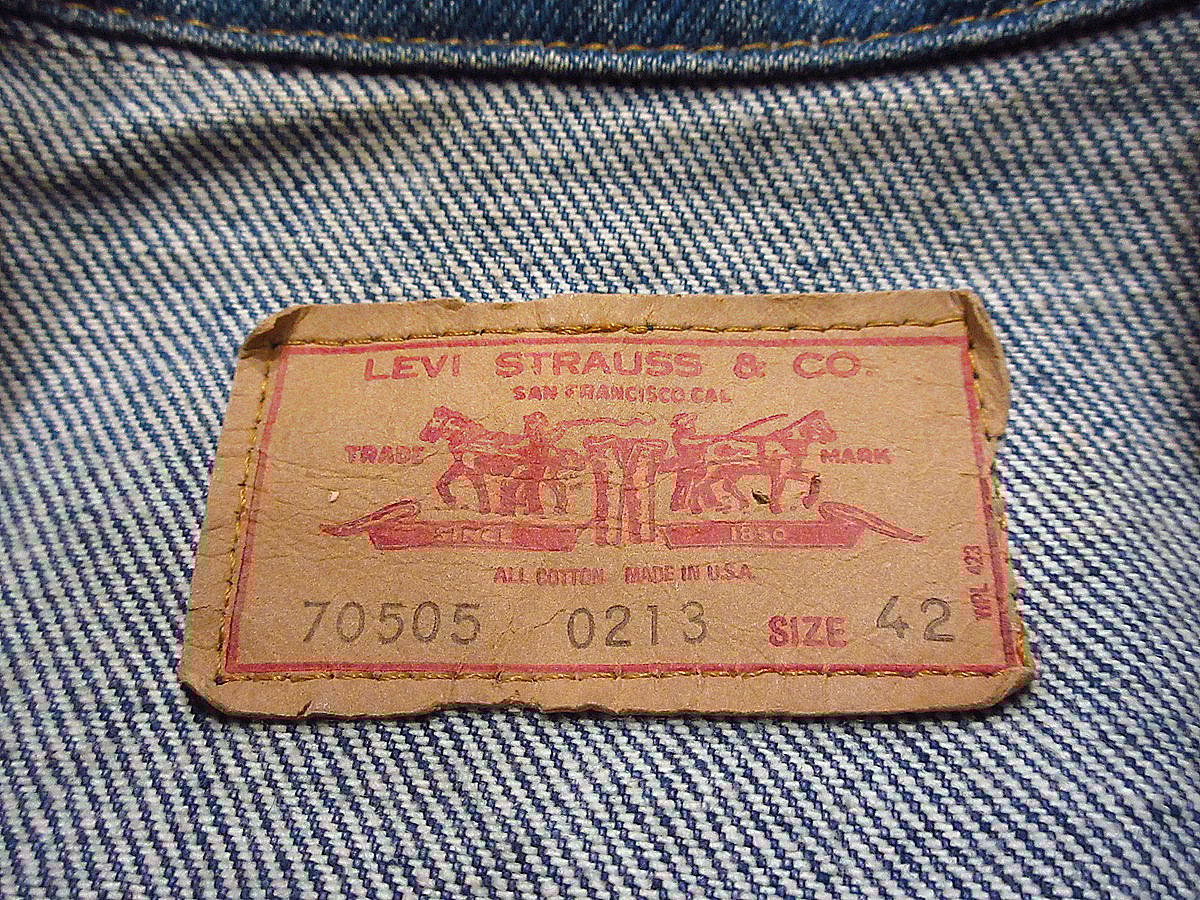 LEVI STRAUSS & CO.
SAN FRANCISCO, CAL
TRADE MARK
SINCE 1850
ALL COTTON MADE IN U.S.A.
70505 0213 SIZE 42
WPL 423